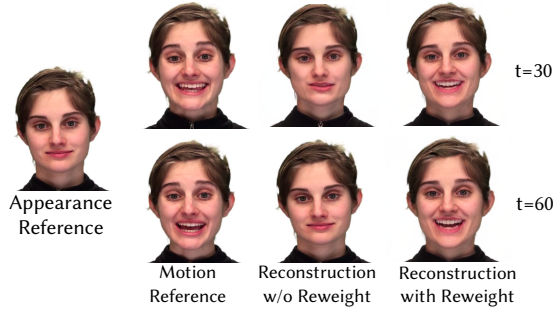 t=30
Appearance
Reference
t=60
Motion
Reference
Reconstruction
w/o Reweight
Reconstruction
with Reweight